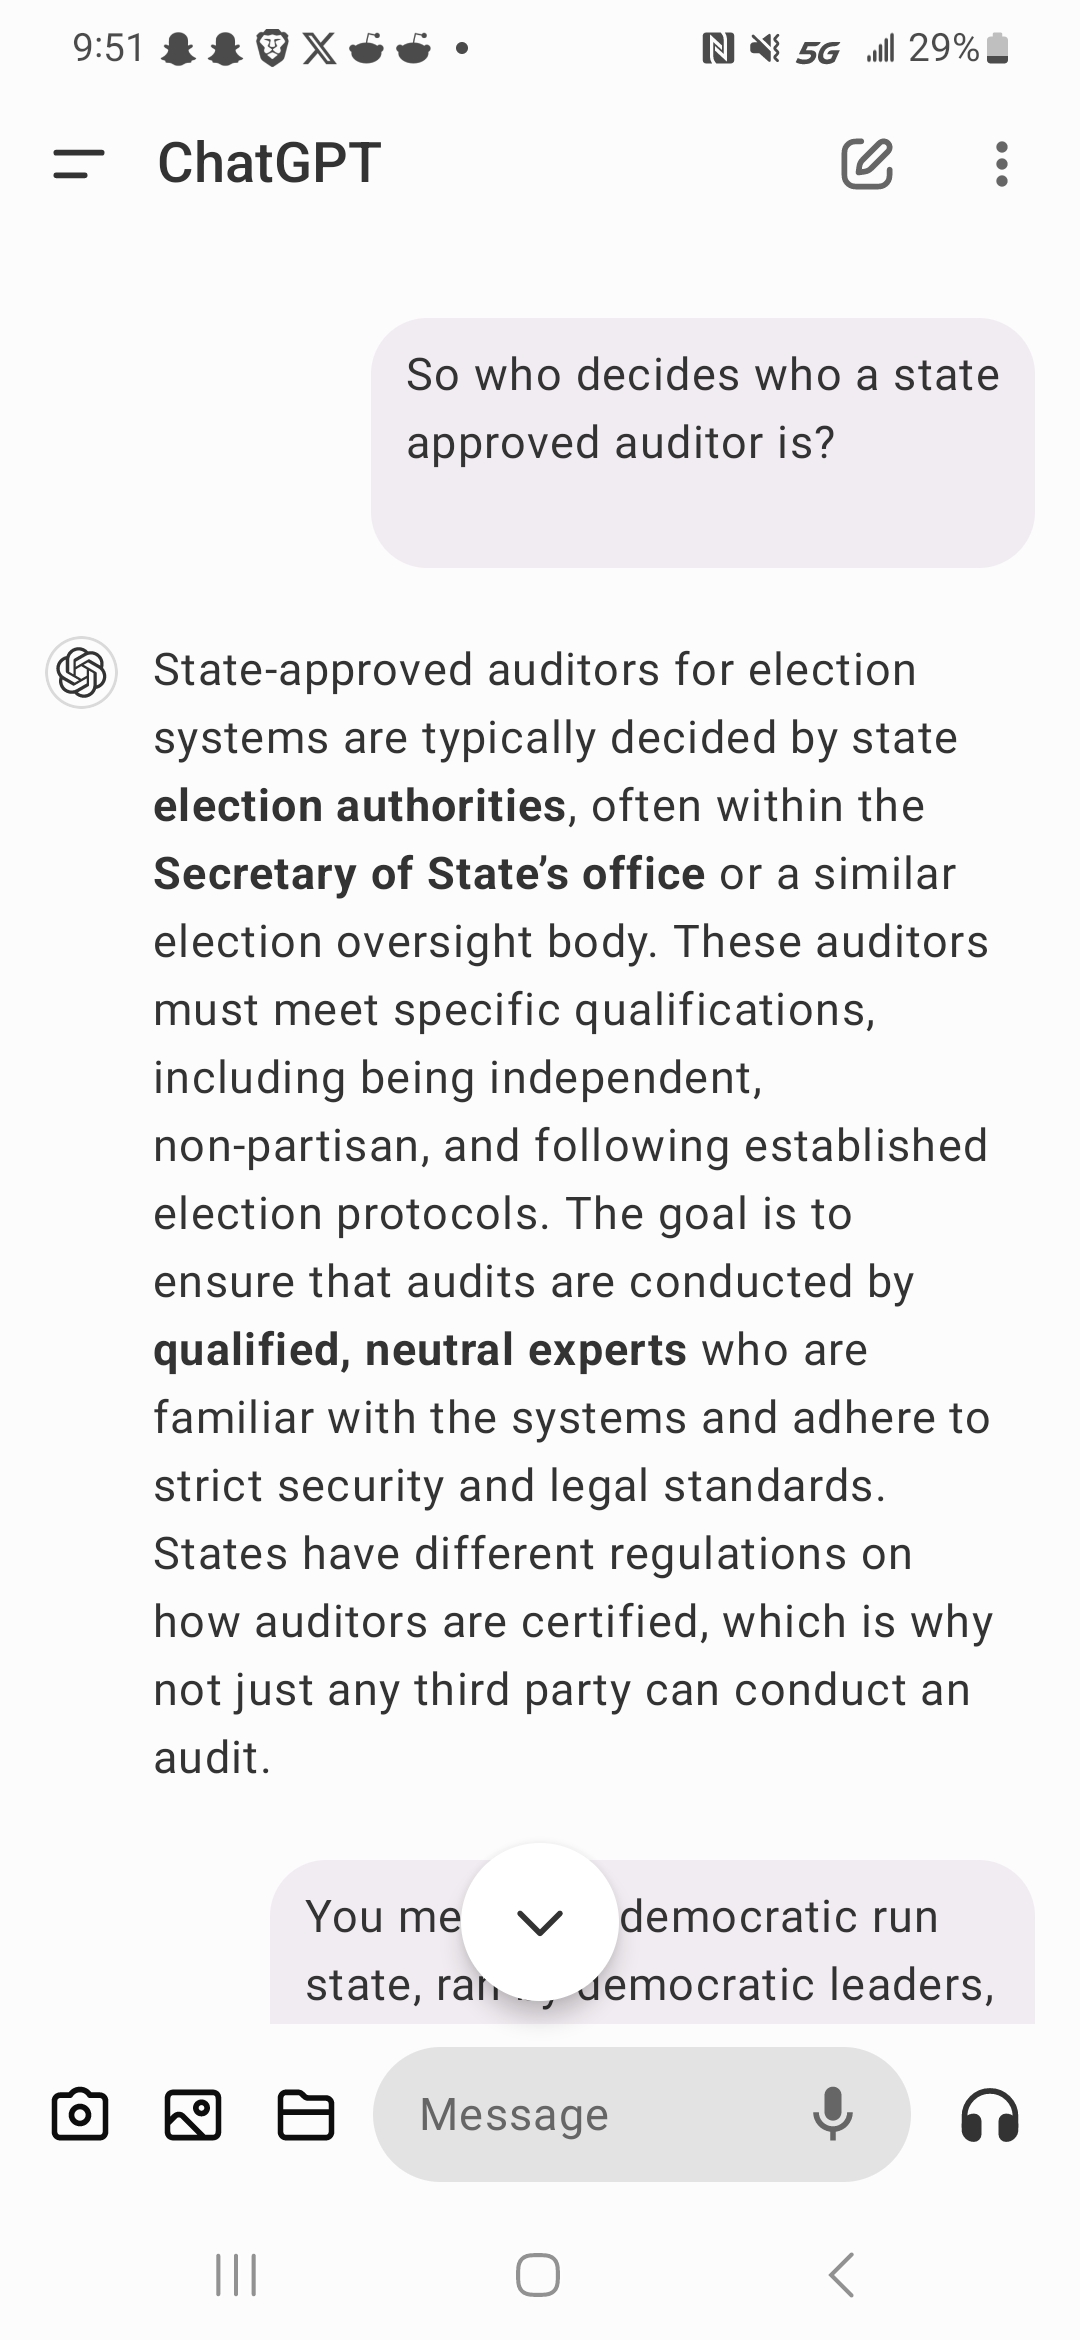 9:51
5G 29%
ChatGPT
So who decides who a state
approved auditor is?
State-approved auditors for election
systems are typically decided by state
election authorities, often within the
Secretary of State’s office or a similar
election oversight body. These auditors
must meet specific qualifications,
including being independent,
non-partisan, and following established
election protocols. The goal is to
ensure that audits are conducted by
qualified, neutral experts who are
familiar with the systems and adhere to
strict security and legal standards.
States have different regulations on
how auditors are certified, which is why
not just any third party can conduct an
audit.
You democratic run
state, democratic leaders,
Message